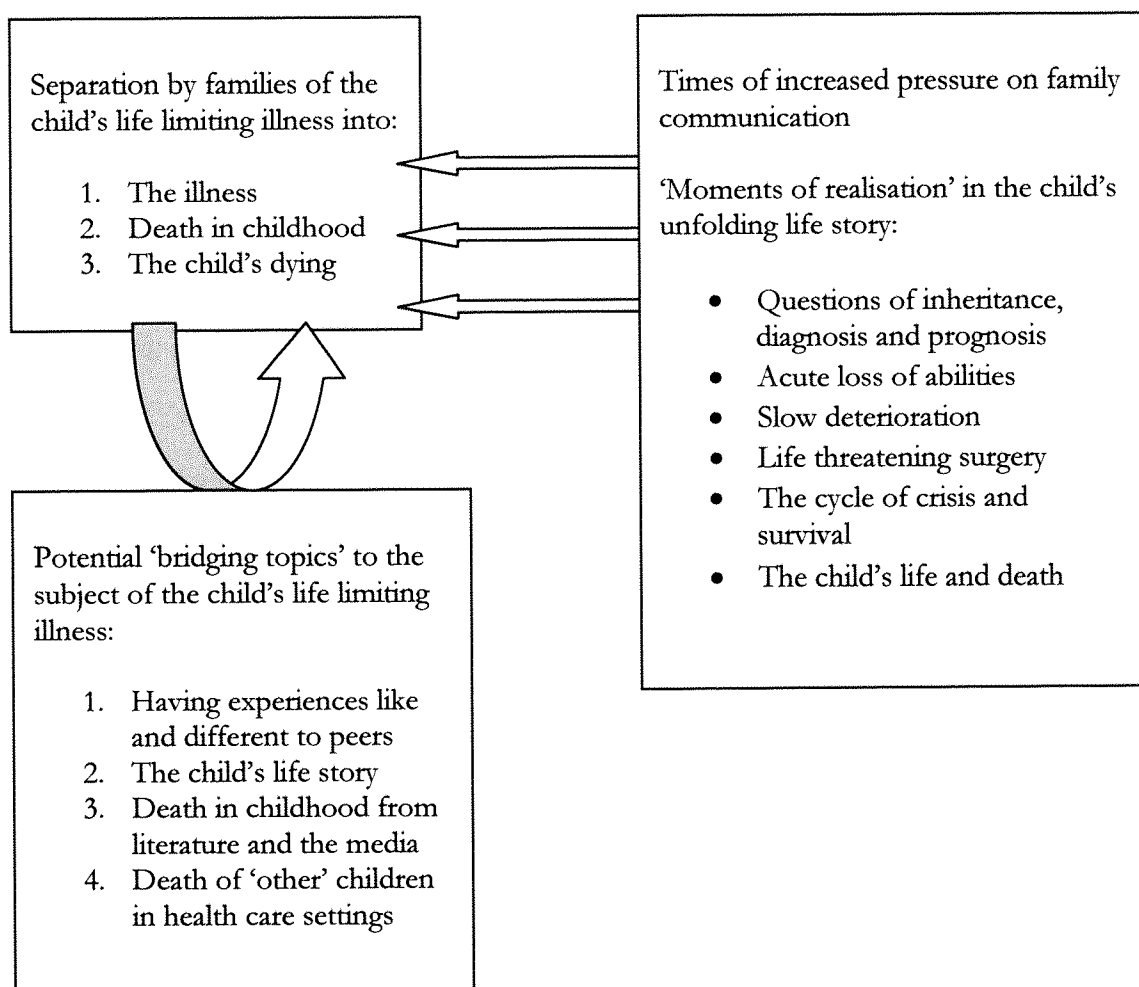 Separation by families of the
child's life limiting illness into:
1. The illness
2. Death in childhood
3. The child's dying
Times of increased pressure on family
communication
‘Moments of realisation’ in the child's
unfolding life story:
• Questions of inheritance,
diagnosis and prognosis
• Acute loss of abilities
• Slow deterioration
• Life threatening surgery
• The cycle of crisis and
survival
• The child's life and death
Potential ‘bridging topics’ to the
subject of the child's life limiting
illness:
1. Having experiences like
and different to peers
2. The child's life story
3. Death in childhood from
literature and the media
4. Death of ‘other’ children
in health care settings